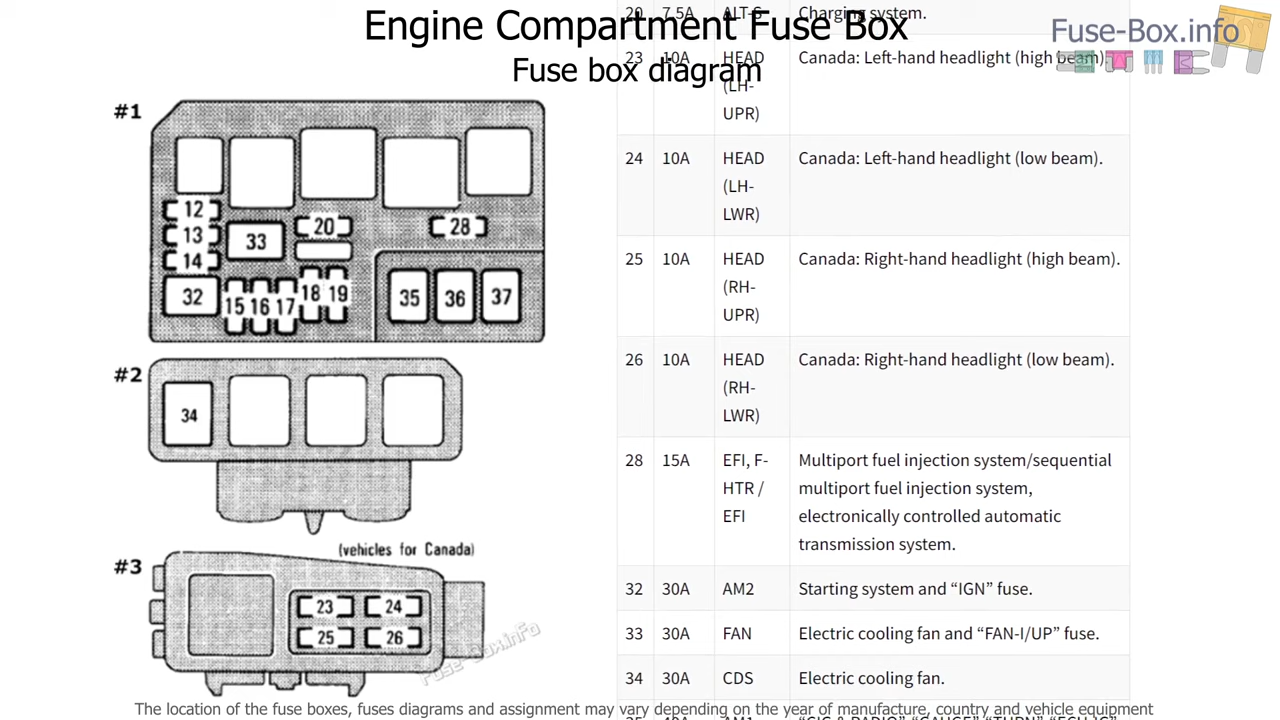 Engine Compartment Fuse Box
Fuse box diagram
Fuse-Box.info
#1
12
13
14
32
33
20
28
15 16 17 18 19
35 36 37
#2
34
(vehicles for Canada)
#3
23 24
25 26
Fuse-Box.info
20 7.5A ALT-S Charging system.
23 10A HEAD Canada: Left-hand headlight (high beam).
(LH-
UPR)
24 10A HEAD Canada: Left-hand headlight (low beam).
(LH-
LWR)
25 10A HEAD Canada: Right-hand headlight (high beam).
(RH-
UPR)
26 10A HEAD Canada: Right-hand headlight (low beam).
(RH-
LWR)
28 15A EFI, F- Multiport fuel injection system/sequential
HTR / multiport fuel injection system,
EFI electronically controlled automatic
transmission system.
32 30A AM2 Starting system and “IGN” fuse.
33 30A FAN Electric cooling fan and “FAN-I/UP” fuse.
34 30A CDS Electric cooling fan.
The location of the fuse boxes, fuses diagrams and assignment may vary depending on the year of manufacture, country and vehicle equipment